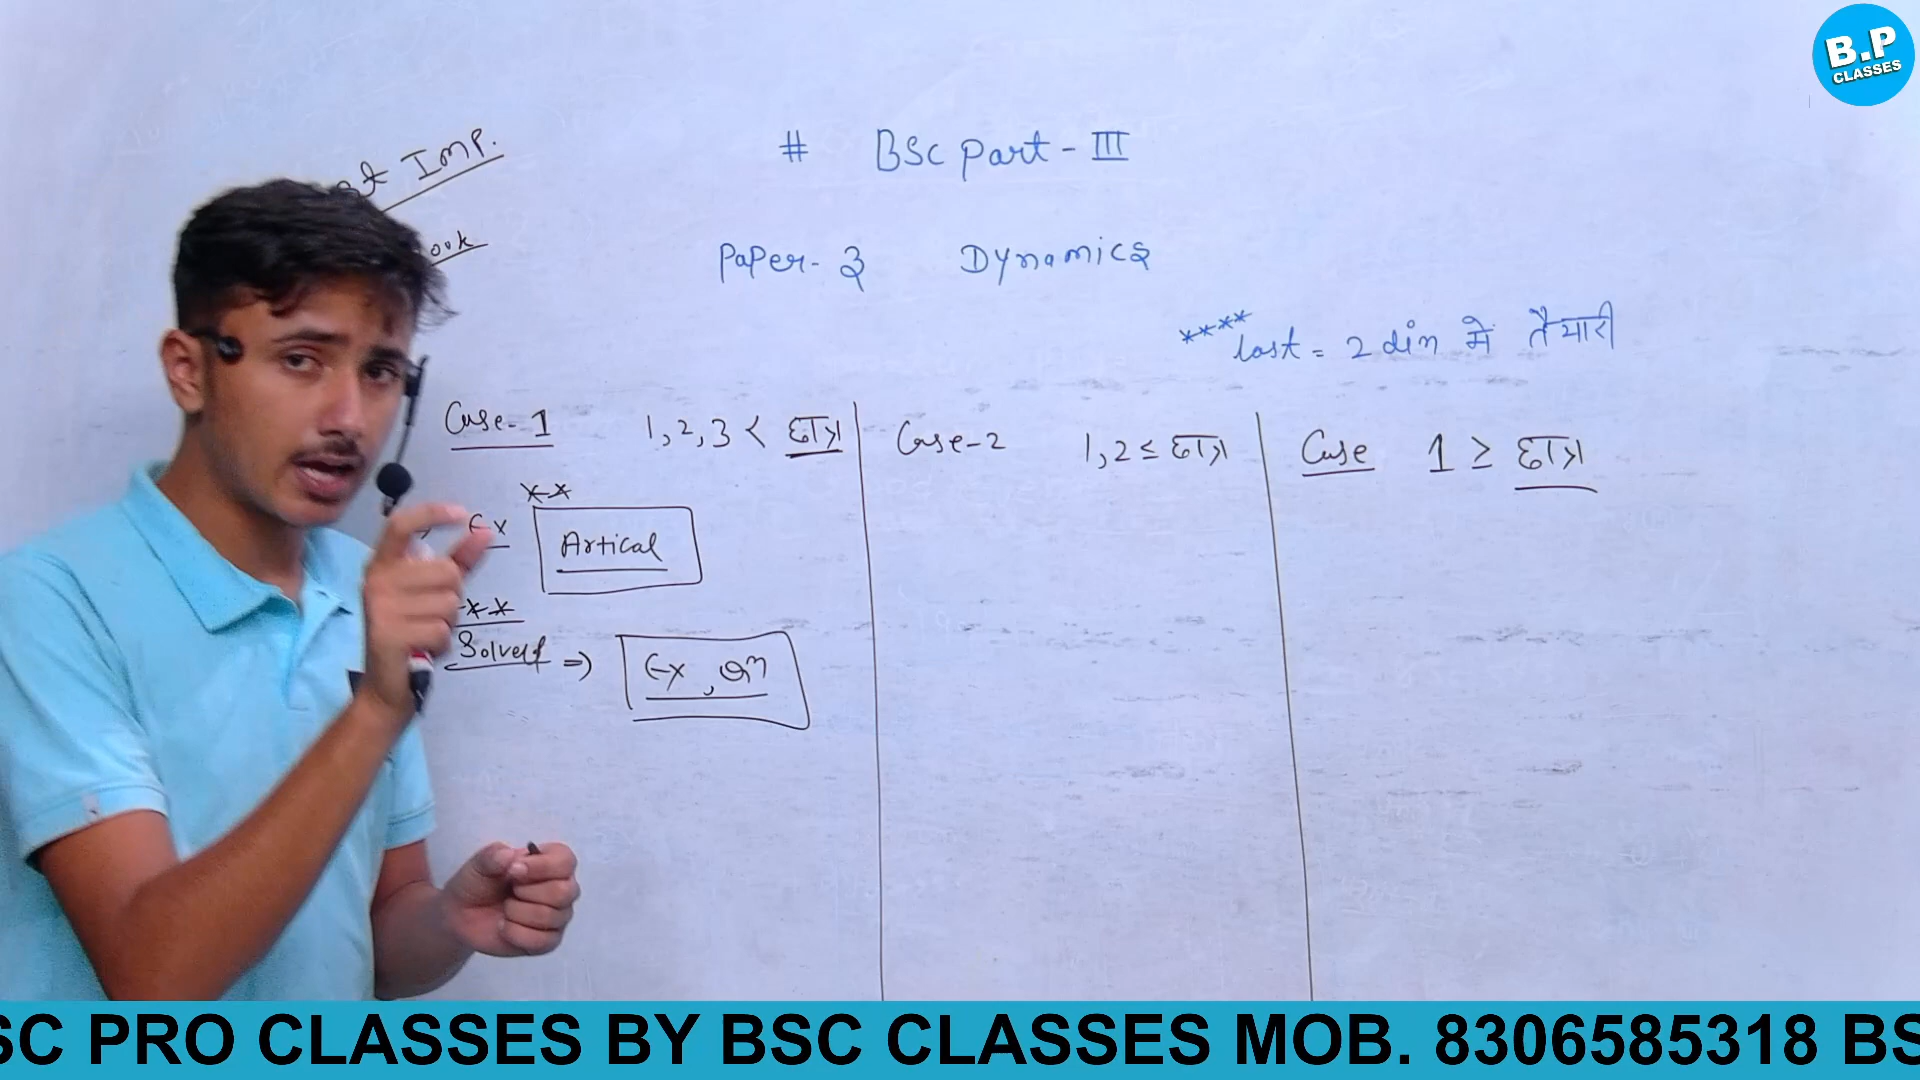 B.P
CLASSES
Imp.
# BSc Part - III
Paper - 3 Dynamics
**** last = 2 din में तैयारी
Case-1 1, 2, 3 < छात्र
Case-2 1, 2 ≤ छात्र
Case 1 ≥ छात्र
**
Ex Artical
**
Solved => Ex,
SC PRO CLASSES BY BSC CLASSES MOB. 8306585318 BS